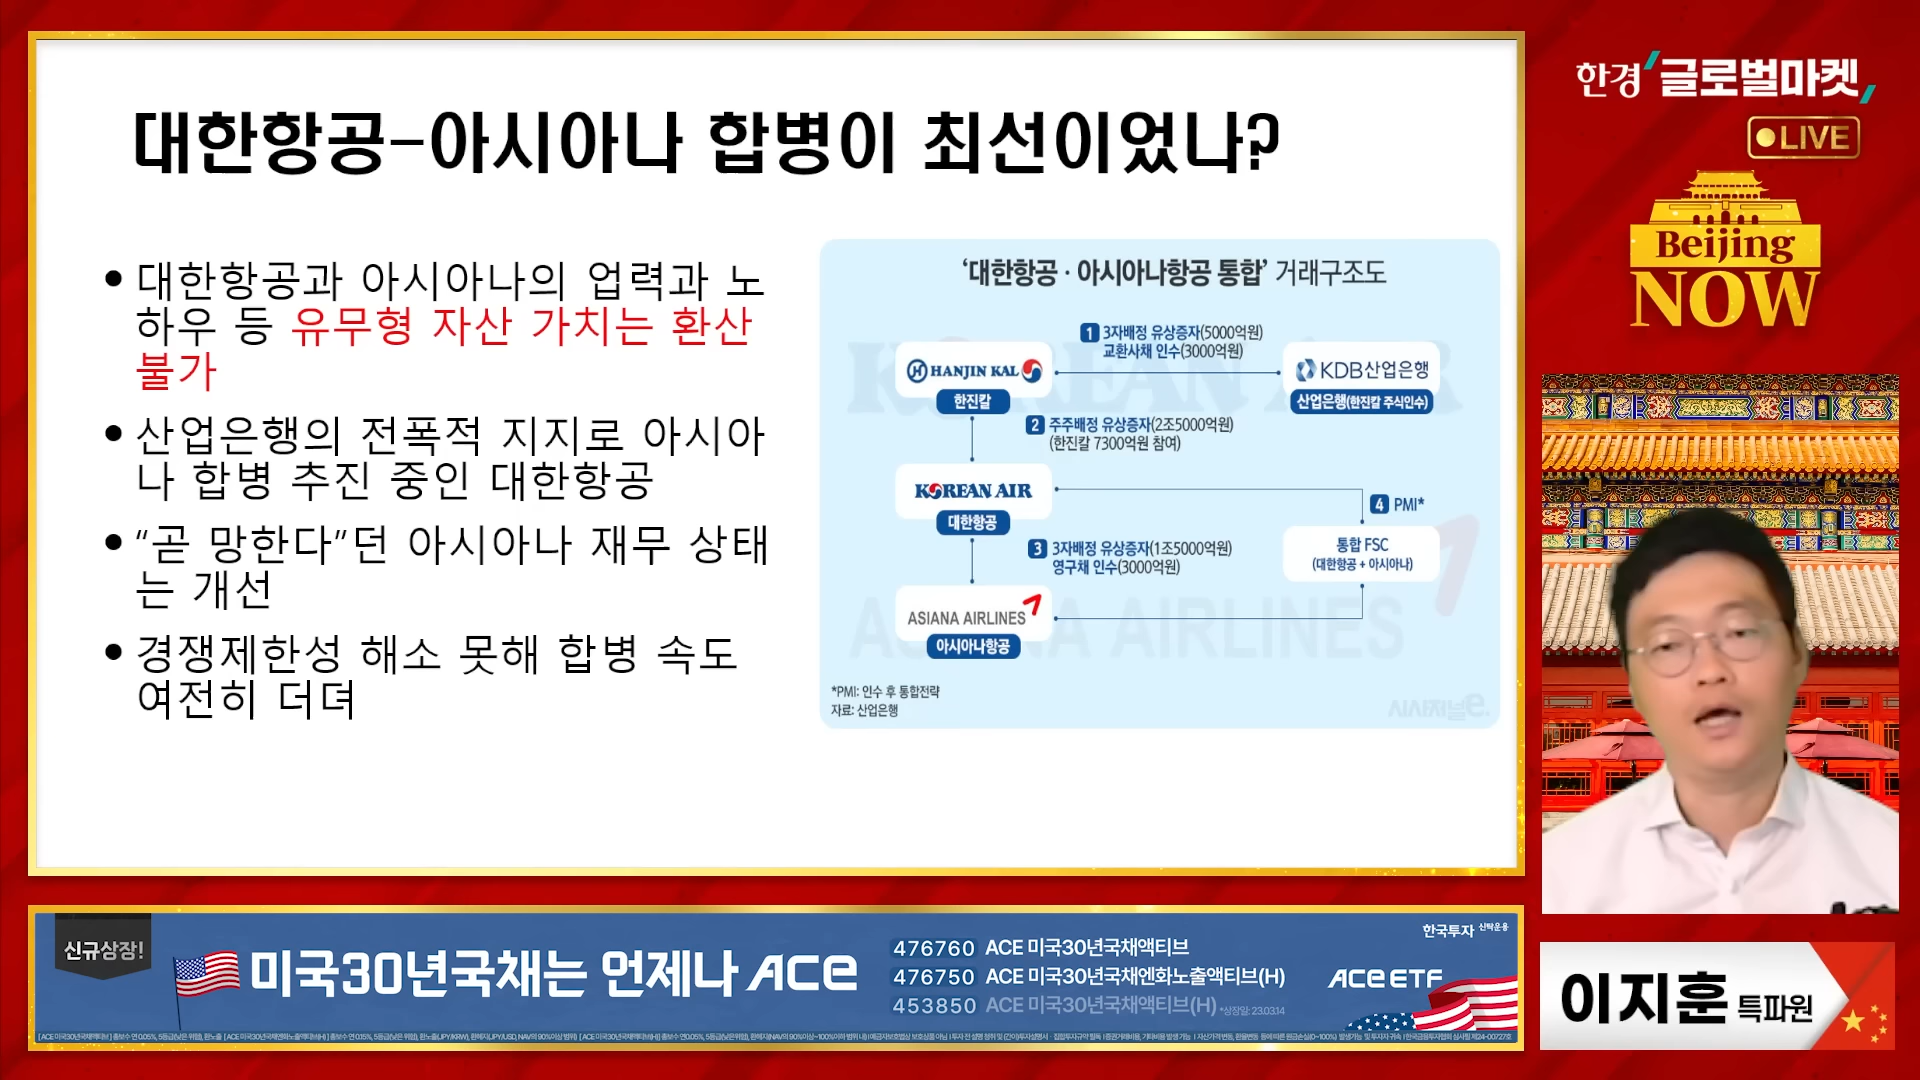 대한항공-아시아나 합병이 최선이었나?
• 대한항공과 아시아나의 업력과 노
하우 등 유무형 자산 가치는 환산
불가
• 산업은행의 전폭적 지지로 아시아
나 합병 추진 중인 대한항공
• “곧 망한다”던 아시아나 재무 상태
는 개선
• 경쟁제한성 해소 못해 합병 속도
여전히 더뎌
‘대한항공 · 아시아나항공 통합’ 거래구조도
1 3자배정 유상증자(5000억원)
교환사채 인수(3000억원)
HANJIN KAL
한진칼
KDB산업은행
산업은행(한진칼 주식인수)
2 주주배정 유상증자(2조5000억원)
(한진칼 7300억원 참여)
KOREAN AIR
대한항공
4 PMI*
3 3자배정 유상증자(1조5000억원)
영구채 인수(3000억원)
통합 FSC
(대한항공 + 아시아나)
ASIANA AIRLINES
아시아나항공
KOREAN AIR
ASIANA AIRLINES
*PMI: 인수 후 통합전략
자료: 산업은행
시사저널e.
한경 글로벌마켓
LIVE
Beijing
NOW
이지훈 특파원
신규상장!
미국30년국채는 언제나 ACE
476760 ACE 미국30년국채액티브
476750 ACE 미국30년국채엔화노출액티브(H)
453850 ACE 미국30년국채액티브(H) *상장일: 23.03.14
한국투자 신탁운용
ACE ETF